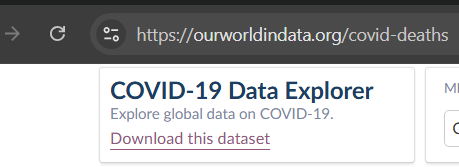 https://ourworldindata.org/covid-deaths
COVID-19 Data Explorer
Explore global data on COVID-19.
Download this dataset